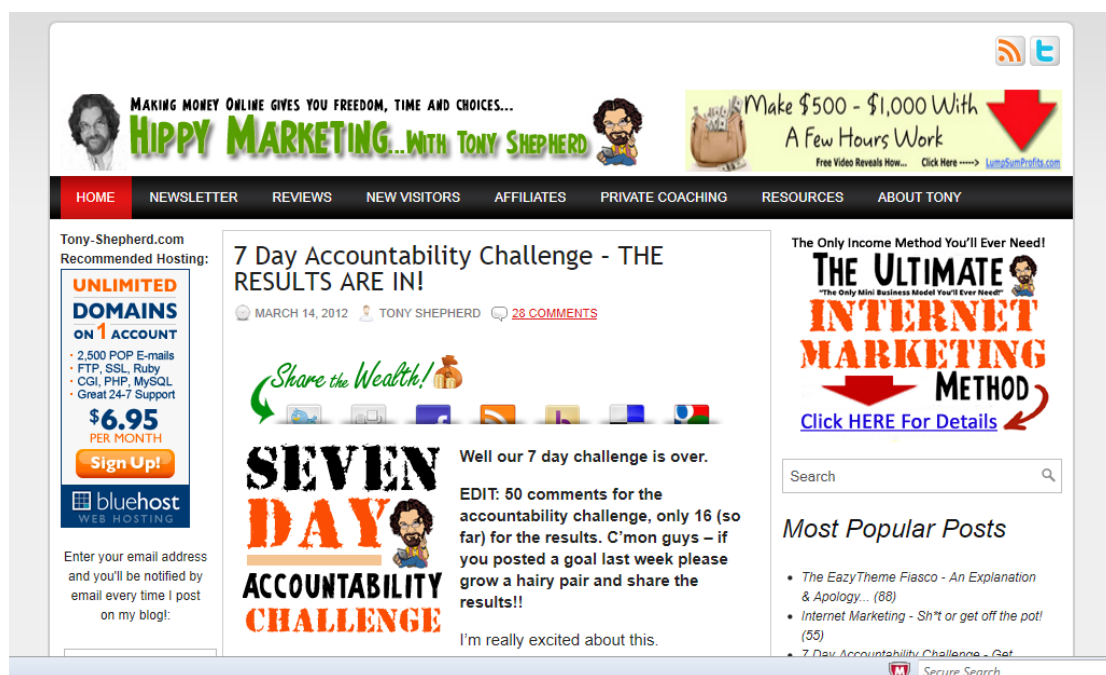 MAKING MONEY ONLINE GIVES YOU FREEDOM, TIME AND CHOICES...
HIPPY MARKETING...WITH TONY SHEPHERD
Make $500 - $1,000 With
A Few Hours Work
Free Video Reveals How... Click Here -----> LumpSumProfits.com
HOME NEWSLETTER REVIEWS NEW VISITORS AFFILIATES PRIVATE COACHING RESOURCES ABOUT TONY
Tony-Shepherd.com
Recommended Hosting:
UNLIMITED
DOMAINS
ON 1 ACCOUNT
· 2,500 POP E-mails
· FTP, SSL, Ruby
· CGI, PHP, MySQL
· Great 24-7 Support
$6.95
PER MONTH
Sign Up!
bluehost
WEB HOSTING
Enter your email address
and you'll be notified by
email every time I post
on my blog!:
7 Day Accountability Challenge - THE
RESULTS ARE IN!
MARCH 14, 2012 TONY SHEPHERD 28 COMMENTS
Share the Wealth!
SEVEN
DAY
ACCOUNTABILITY
CHALLENGE
Well our 7 day challenge is over.
EDIT: 50 comments for the
accountability challenge, only 16 (so
far) for the results. C'mon guys – if
you posted a goal last week please
grow a hairy pair and share the
results!!
I'm really excited about this.
The Only Income Method You'll Ever Need!
THE ULTIMATE
"The Only Mini Business Model You'll Ever Need!"
INTERNET
MARKETING
METHOD
Click HERE For Details
Search
Most Popular Posts
• The EazyTheme Fiasco - An Explanation
& Apology... (88)
• Internet Marketing - Sh*t or get off the pot!
(55)
• 7 Day Accountability Challenge - Get
Secure Search